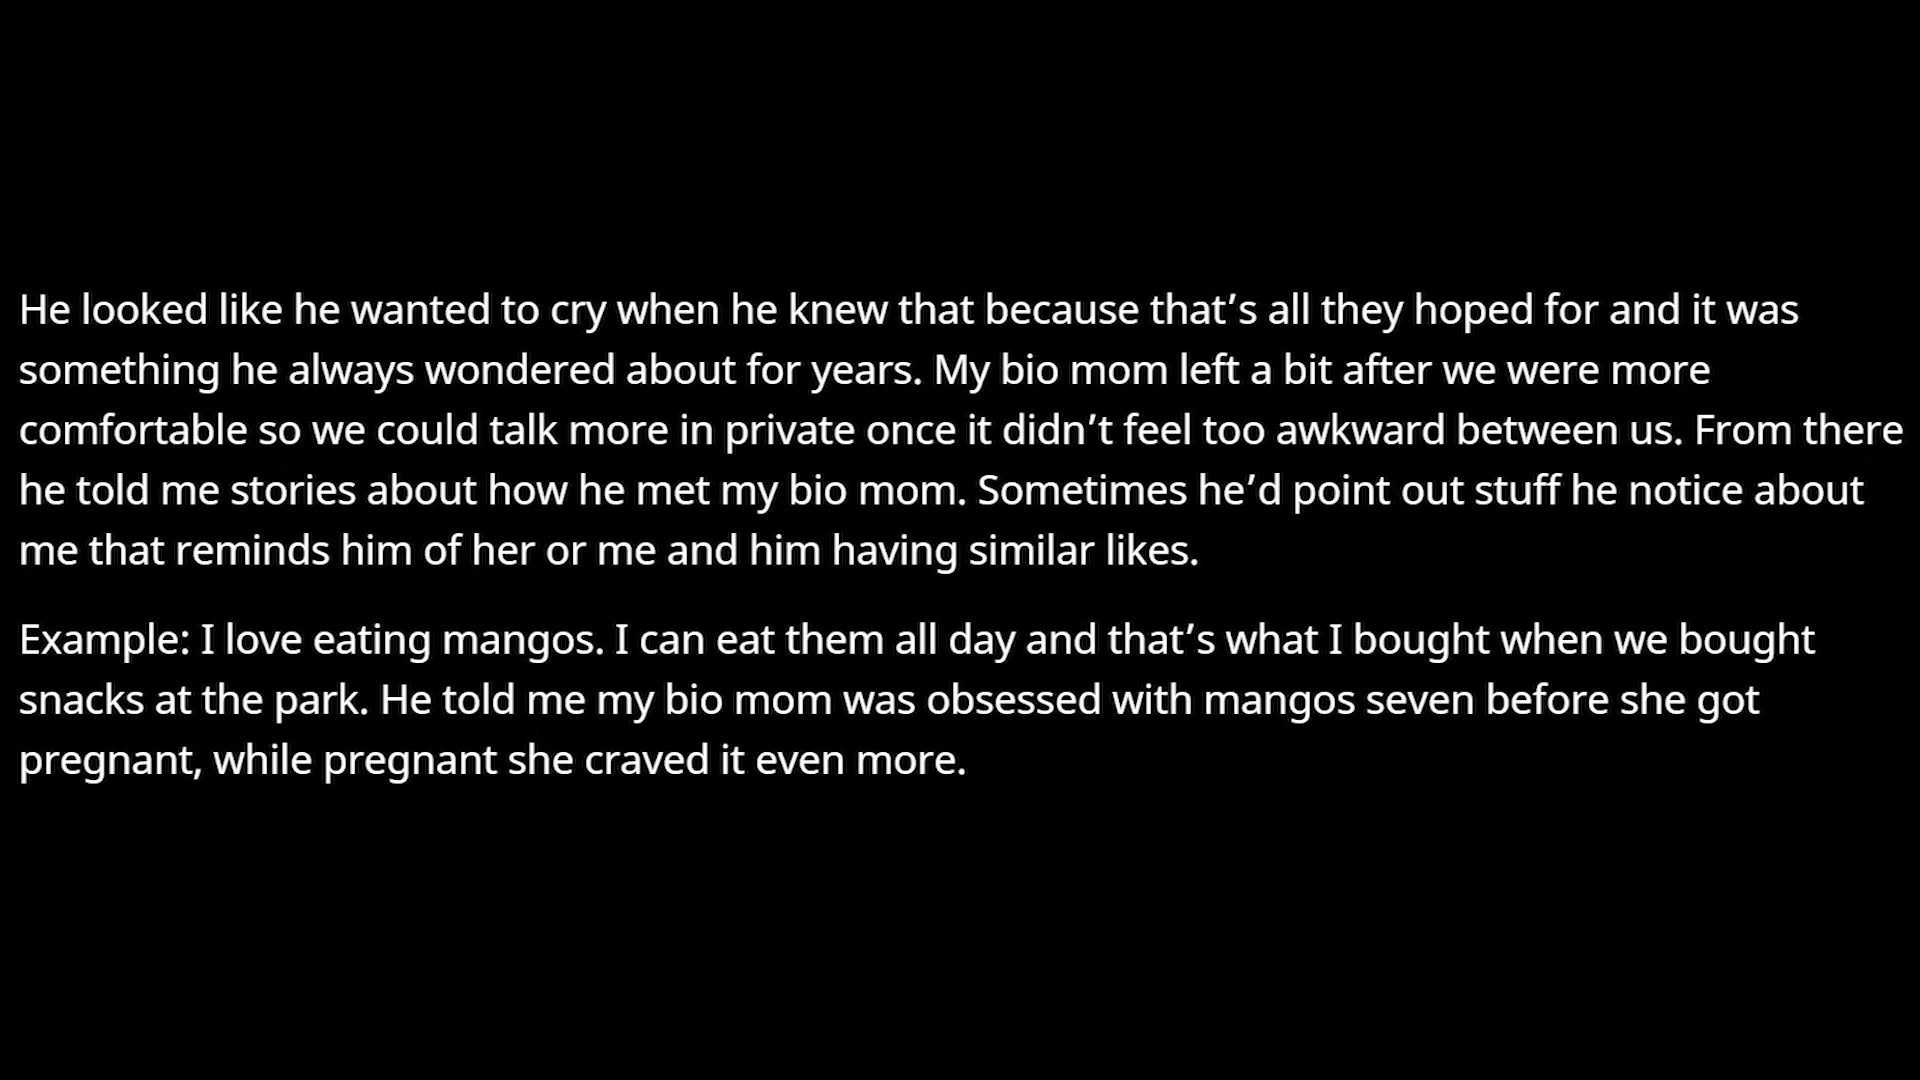 He looked like he wanted to cry when he knew that because that’s all they hoped for and it was
something he always wondered about for years. My bio mom left a bit after we were more
comfortable so we could talk more in private once it didn’t feel too awkward between us. From there
he told me stories about how he met my bio mom. Sometimes he’d point out stuff he notice about
me that reminds him of her or me and him having similar likes.
Example: I love eating mangos. I can eat them all day and that’s what I bought when we bought
snacks at the park. He told me my bio mom was obsessed with mangos seven before she got
pregnant, while pregnant she craved it even more.